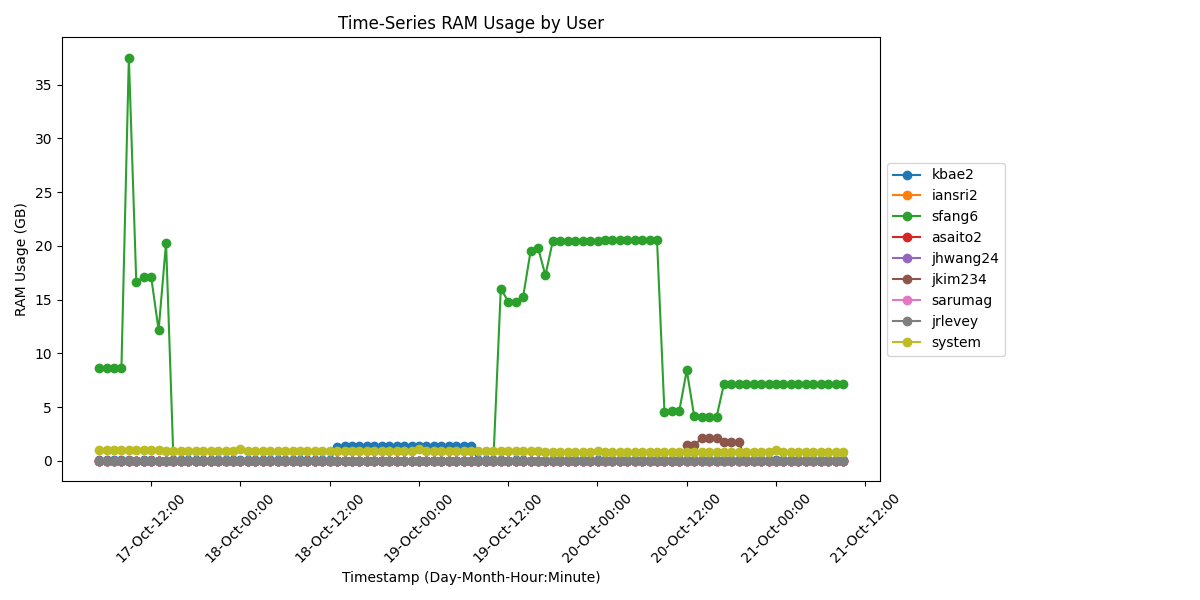 Time-Series RAM Usage by User
RAM Usage (GB)
35
30
25
20
15
10
5
0
17-Oct-12:00
18-Oct-00:00
18-Oct-12:00
19-Oct-00:00
19-Oct-12:00
20-Oct-00:00
20-Oct-12:00
21-Oct-00:00
21-Oct-12:00
Timestamp (Day-Month-Hour:Minute)
kbae2
iansri2
sfang6
asaito2
jhwang24
jkim234
sarumag
jrlevey
system